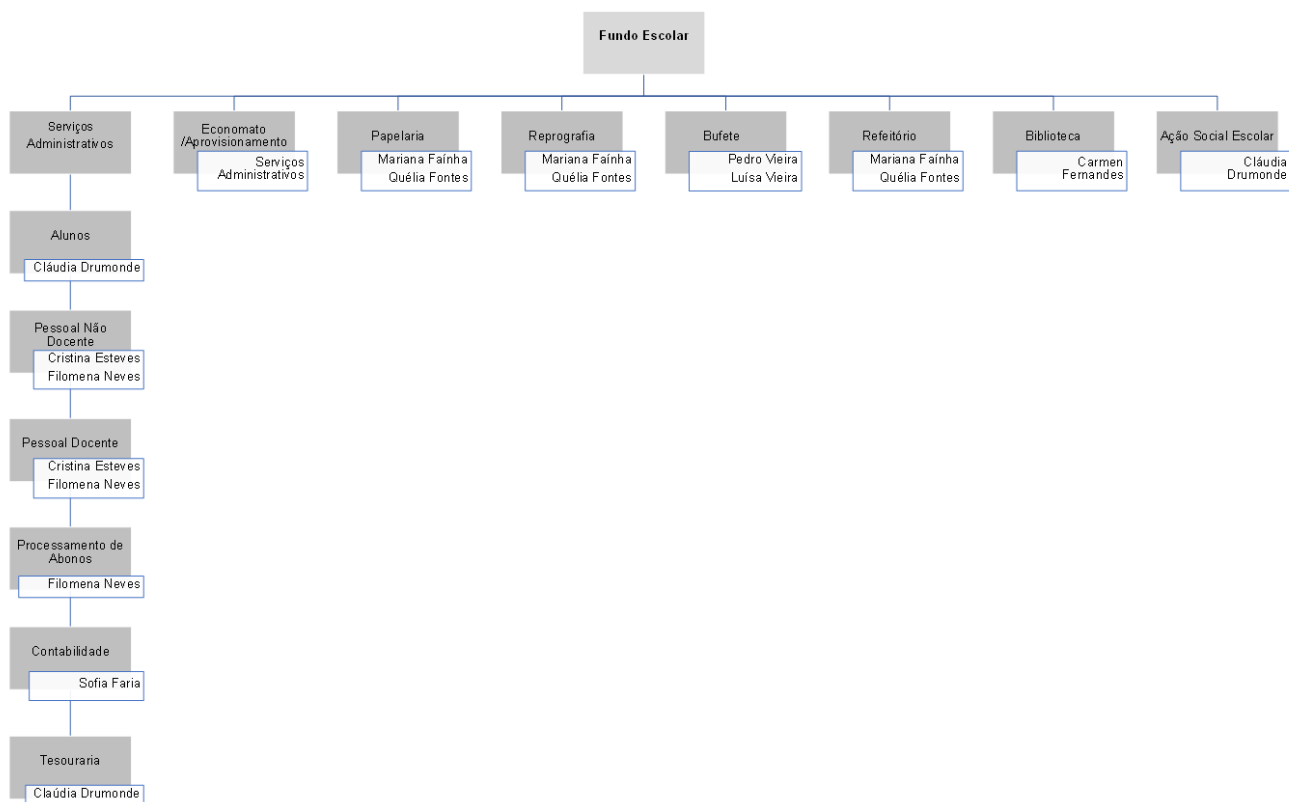 Fundo Escolar
Serviços
Administrativos
Economato
/Aprovisionamento
Serviços
Administrativos
Papelaria
Mariana Faínha
Quélia Fontes
Reprografia
Mariana Faínha
Quélia Fontes
Bufete
Pedro Vieira
Luísa Vieira
Refeitório
Mariana Faínha
Quélia Fontes
Biblioteca
Carmen
Fernandes
Ação Social Escolar
Cláudia
Drumonde
Alunos
Cláudia Drumonde
Pessoal Não
Docente
Cristina Esteves
Filomena Neves
Pessoal Docente
Cristina Esteves
Filomena Neves
Processamento de
Abonos
Filomena Neves
Contabilidade
Sofia Faria
Tesouraria
Claúdia Drumonde